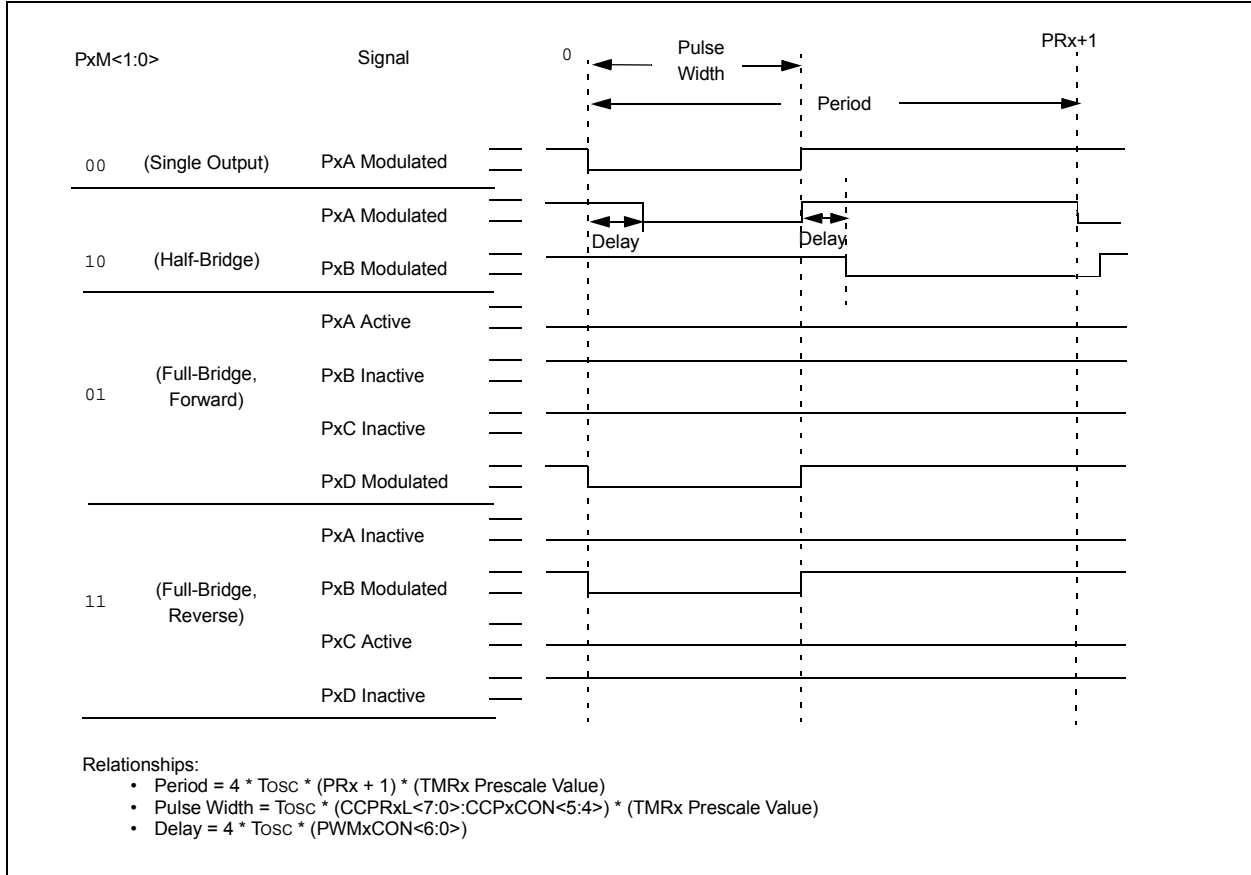 PxM<1:0>
Signal
0
Pulse
Width
PRx+1
Period
00
(Single Output)
PxA Modulated
PxA Modulated
Delay
Delay
10
(Half-Bridge)
PxB Modulated
PxA Active
(Full-Bridge,
Forward)
PxB Inactive
01
PxC Inactive
PxD Modulated
PxA Inactive
(Full-Bridge,
Reverse)
PxB Modulated
11
PxC Active
PxD Inactive
Relationships:
• Period = 4 * TOSC * (PRx + 1) * (TMRx Prescale Value)
• Pulse Width = TOSC * (CCPRxL<7:0>:CCPxCON<5:4>) * (TMRx Prescale Value)
• Delay = 4 * TOSC * (PWMxCON<6:0>)